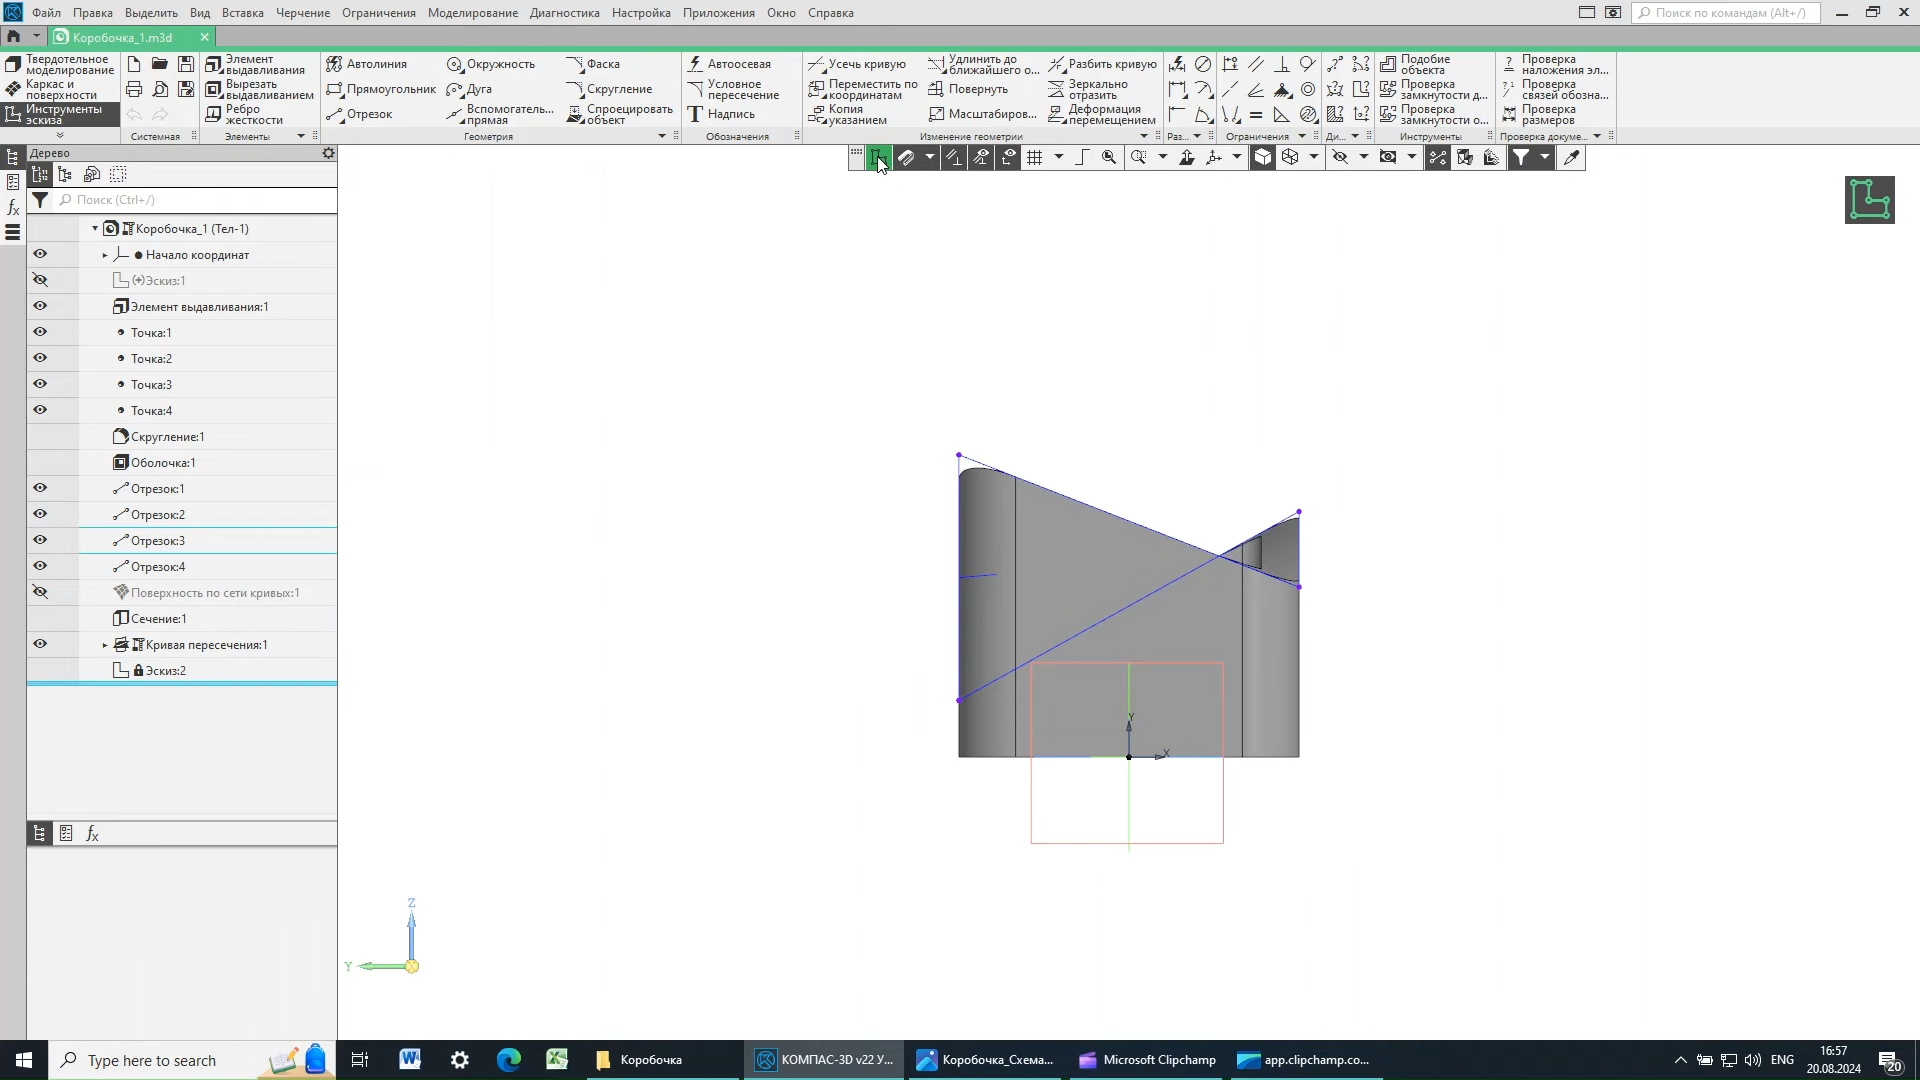 Файл Правка Выделить Вид Вставка Черчение Ограничения Моделирование Диагностика Настройка Приложения Окно Справка
Поиск по командам (Alt+/)
Коробочка_1.m3d
Твердотельное моделирование
Каркас и поверхности
Инструменты эскиза
Системная
Элемент выдавливания
Вырезать выдавливанием
Ребро жесткости
Элементы
Автолиния
Прямоугольник
Отрезок
Окружность
Дуга
Вспомогатель... прямая
Фаска
Скругление
Спроецировать объект
Геометрия
Автоосевая
Условное пересечение
Надпись
Обозначения
Усечь кривую
Переместить по координатам
Копия указанием
Удлинить до ближайшего о...
Повернуть
Масштабиров...
Разбить кривую
Зеркально отразить
Деформация перемещением
Изменение геометрии
Раз...
Ограничения
Ди...
Подобие объекта
Проверка замкнутости д...
Проверка замкнутости о...
Инструменты
Проверка наложения эл...
Проверка связей обозна...
Проверка размеров
Проверка докуме...
Дерево
Поиск (Ctrl+/)
Коробочка_1 (Тел-1)
Начало координат
(+)Эскиз:1
Элемент выдавливания:1
Точка:1
Точка:2
Точка:3
Точка:4
Скругление:1
Оболочка:1
Отрезок:1
Отрезок:2
Отрезок:3
Отрезок:4
Поверхность по сети кривых:1
Сечение:1
Кривая пересечения:1
Эскиз:2
Y
X
Z
Y
Type here to search
Коробочка
КОМПАС-3D v22 У...
Коробочка_Схема...
Microsoft Clipchamp
app.clipchamp.co...
ENG
16:57
20.08.2024
20